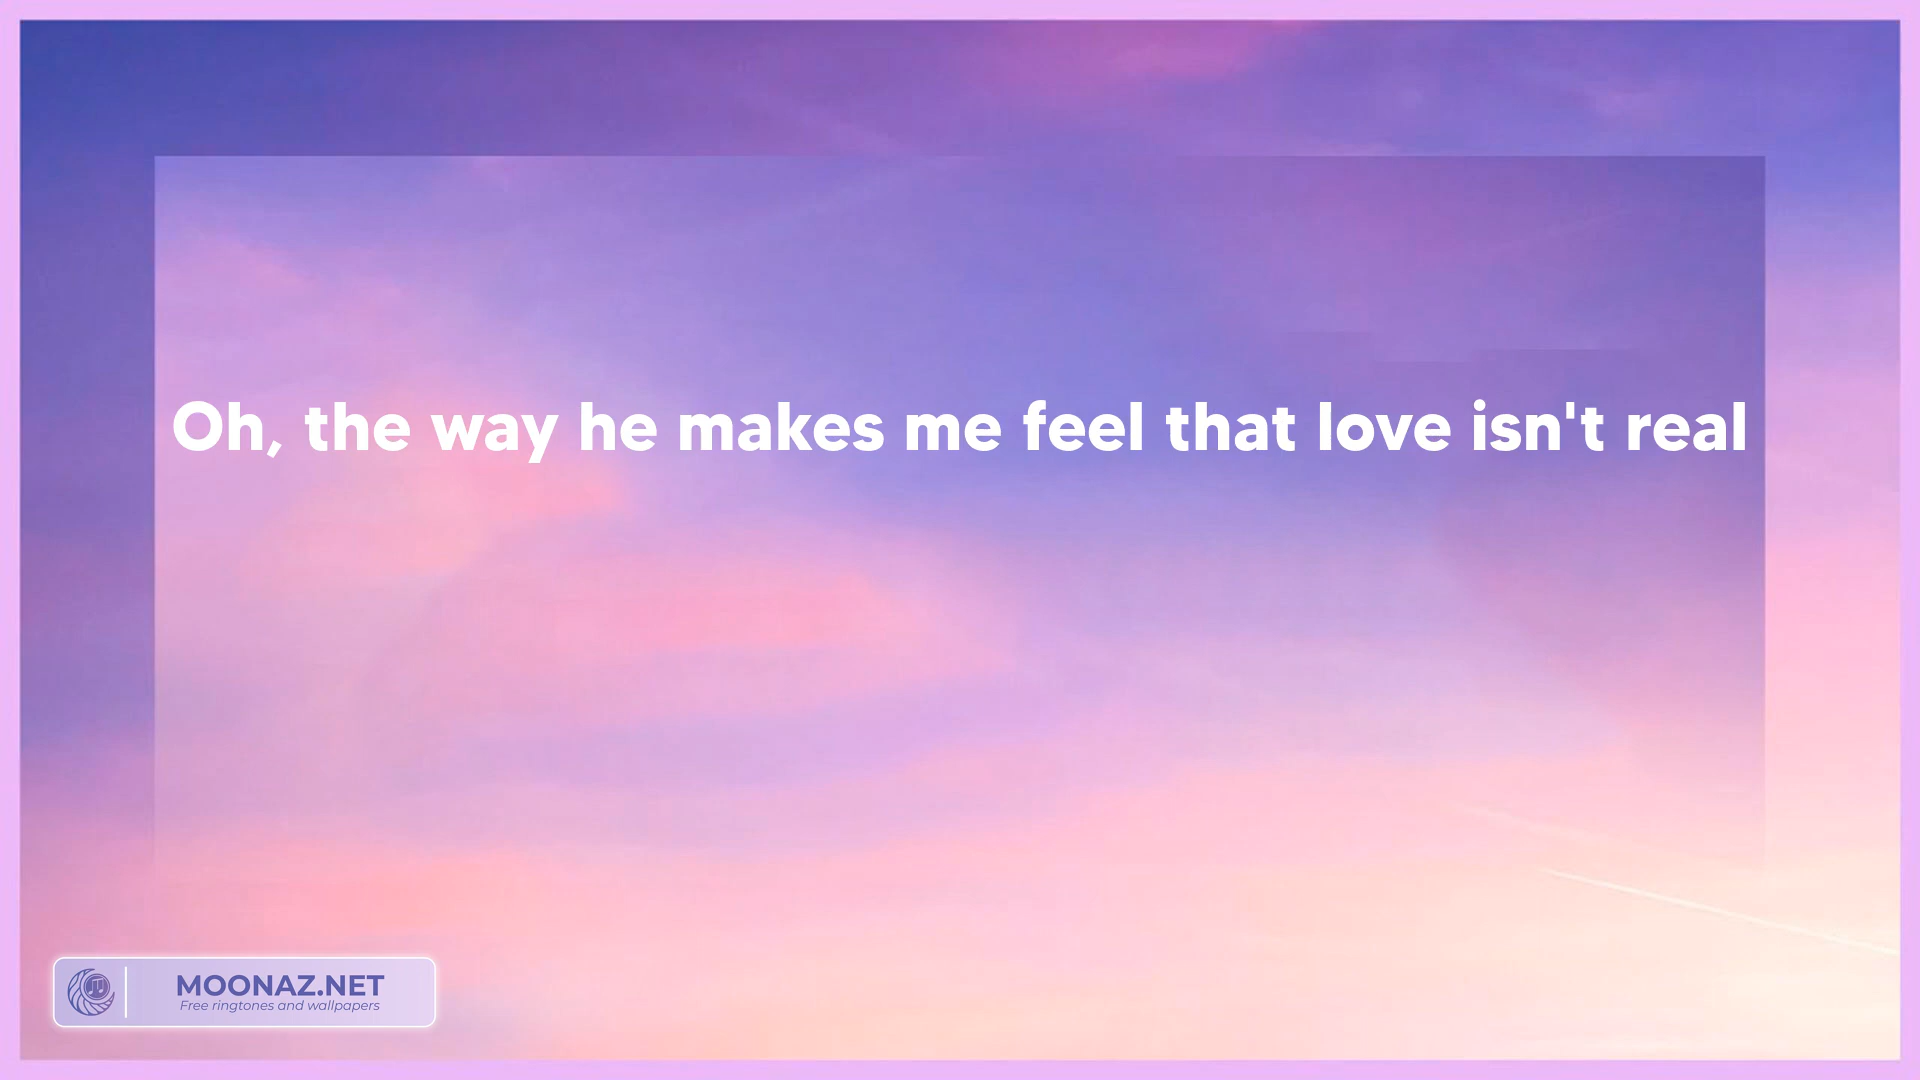 Oh, the way he makes me feel that love isn't real
MOONAZ.NET
Free ringtones and wallpapers